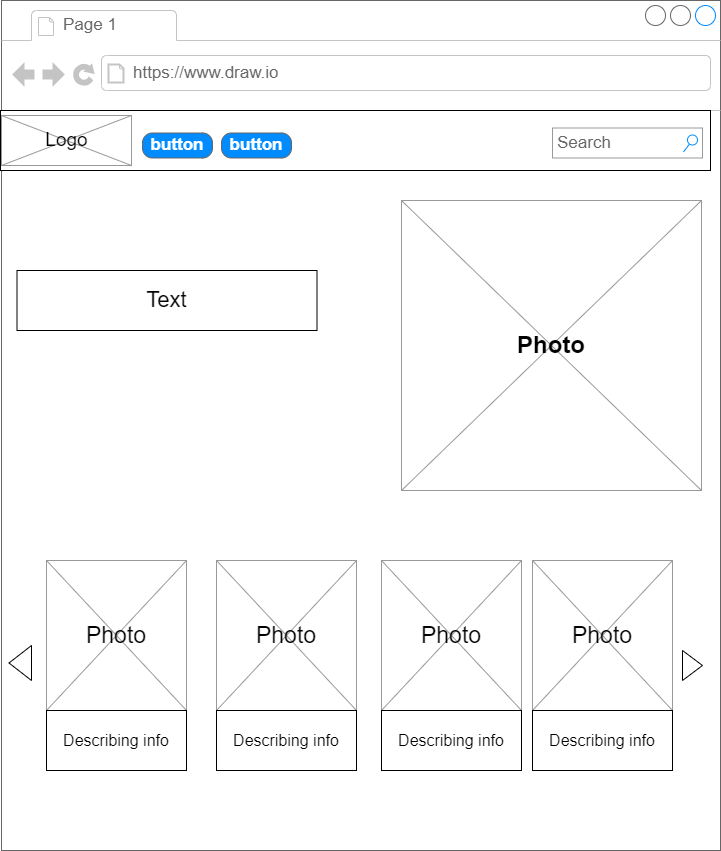 Page 1
https://www.draw.io
Logo
button button
Search
Text
Photo
Photo Photo Photo Photo
Describing info Describing info Describing info Describing info